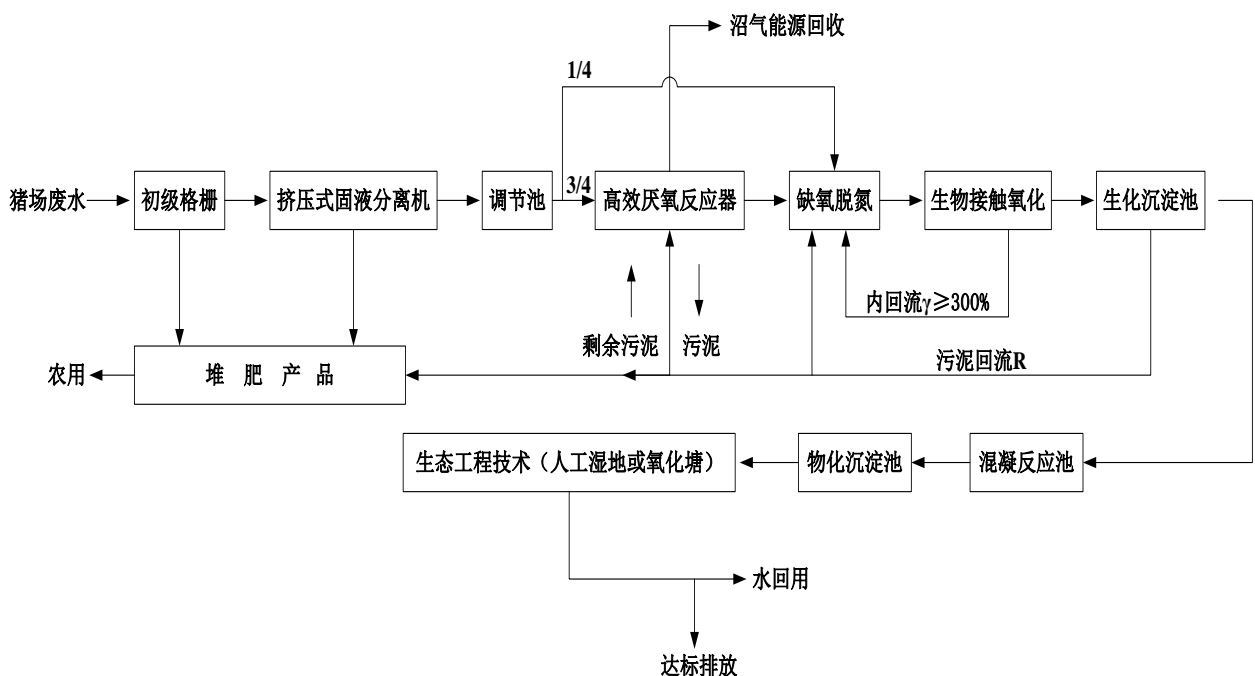 沼气能源回收
1/4
猪场废水
初级格栅
挤压式固液分离机
调节池
3/4
高效厌氧反应器
缺氧脱氮
生物接触氧化
生化沉淀池
内回流γ≥300%
剩余污泥
污泥
污泥回流R
农用
堆 肥 产 品
生态工程技术（人工湿地或氧化塘）
物化沉淀池
混凝反应池
水回用
达标排放